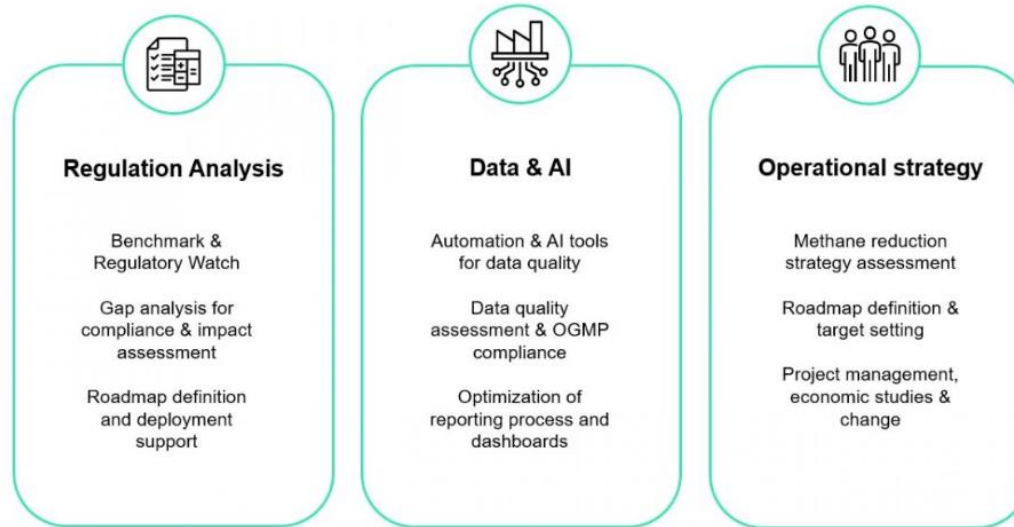 Regulation Analysis
Benchmark &
Regulatory Watch
Gap analysis for
compliance & impact
assessment
Roadmap definition
and deployment
support
Data & AI
Automation & AI tools
for data quality
Data quality
assessment & OGMP
compliance
Optimization of
reporting process and
dashboards
Operational strategy
Methane reduction
strategy assessment
Roadmap definition &
target setting
Project management,
economic studies &
change